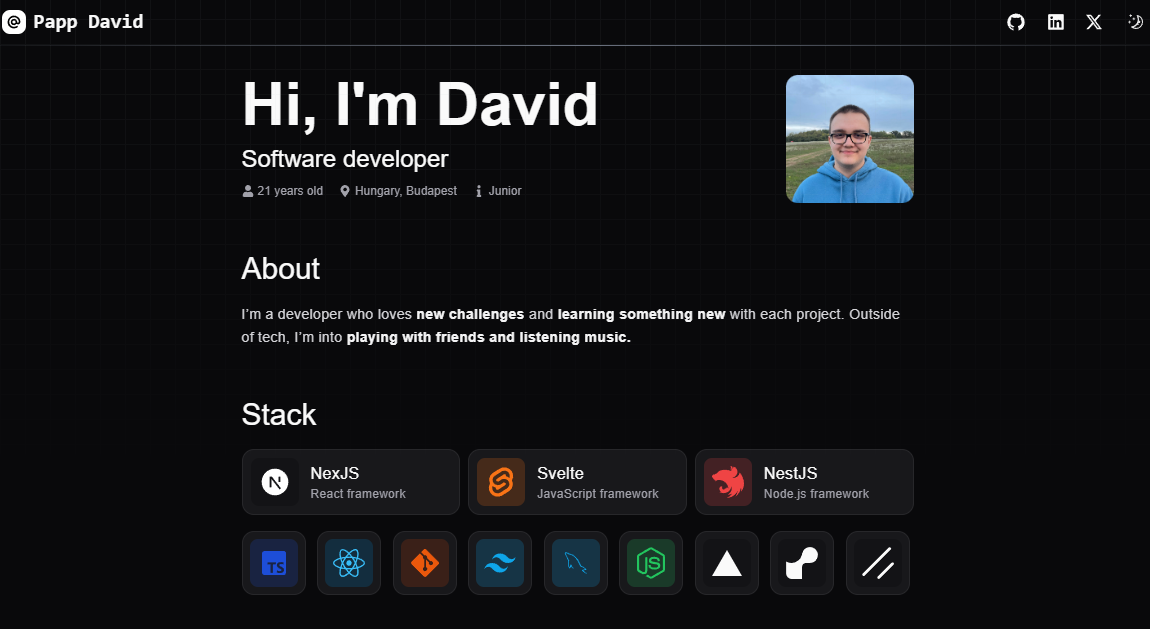 @ Papp David
Hi, I'm David
Software developer
21 years old Hungary, Budapest Junior
About
I'm a developer who loves new challenges and learning something new with each project. Outside
of tech, I'm into playing with friends and listening music.
Stack
N NexJS Svelte NestJS
React framework JavaScript framework Node.js framework
TS JS